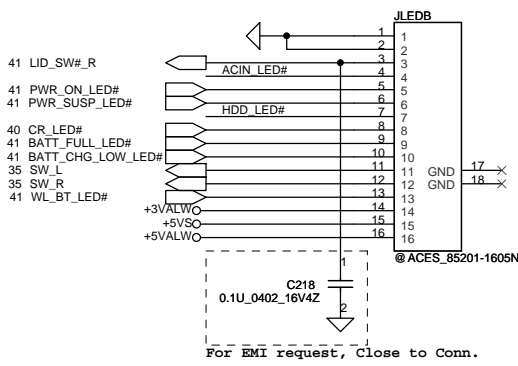 JLEDB
1 1
2 2
41 LID_SW#_R 3 3
ACIN_LED# 4 4
41 PWR_ON_LED# 5 5
41 PWR_SUSP_LED# 6 6
HDD_LED# 7 7
40 CR_LED# 8 8
41 BATT_FULL_LED# 9 9
41 BATT_CHG_LOW_LED# 10 10
35 SW_L 11 11 GND 17
35 SW_R 12 12 GND 18
41 WL_BT_LED# 13 13
+3VALW 14 14
+5VS 15 15
+5VALW 16 16
@ ACES_85201-1605N
1
C218
0.1U_0402_16V4Z
2
For EMI request, Close to Conn.